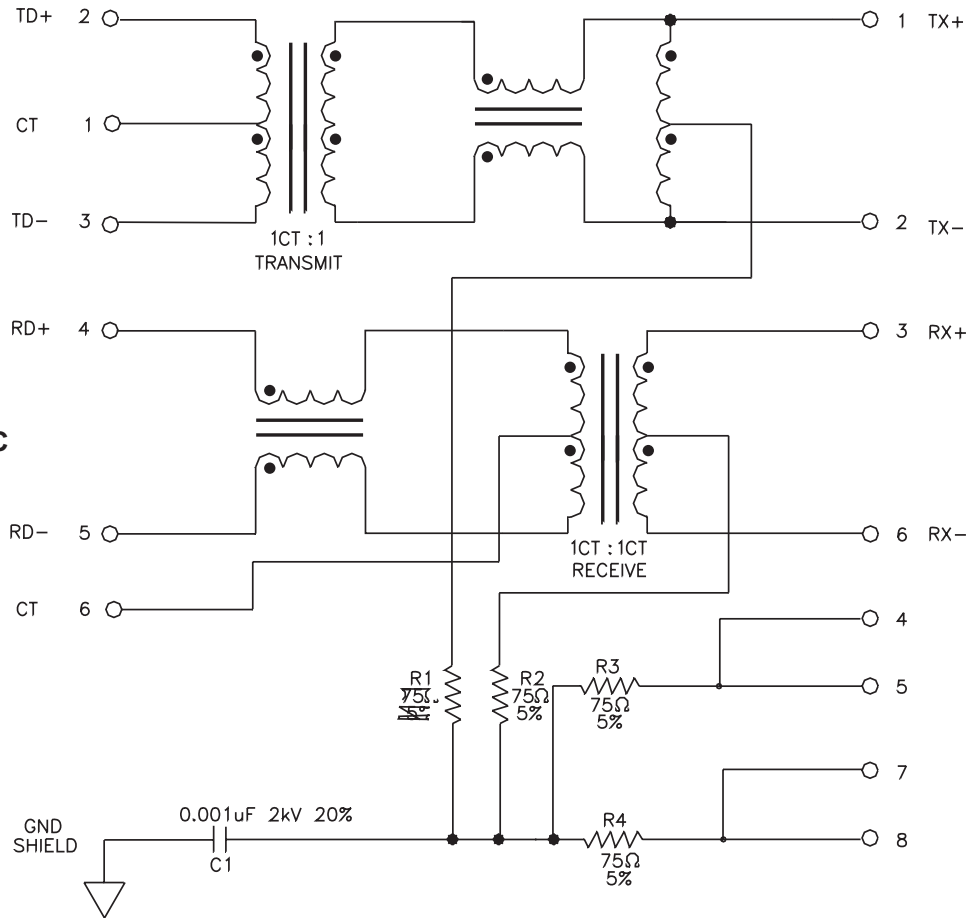 TD+ 2
1 TX+
CT 1
TD- 3
2 TX-
1CT : 1
TRANSMIT
RD+ 4
3 RX+
C
RD- 5
6 RX-
1CT : 1CT
RECEIVE
CT 6
4
R1
75Ω
R2
75Ω
5%
R3
75Ω
5%
5
7
0.001uF 2kV 20%
GND
SHIELD
C1
R4
75Ω
5%
8